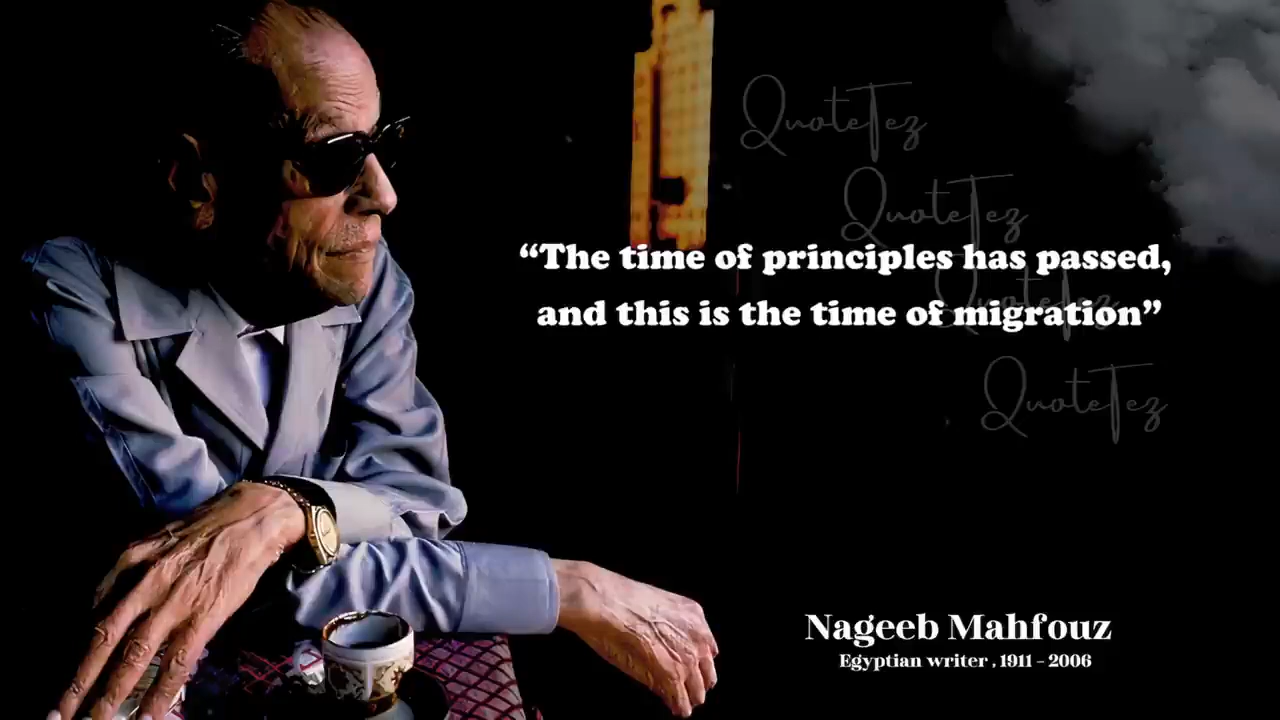 QuoteTez
QuoteTez
“The time of principles has passed,
QuoteTez
and this is the time of migration”
QuoteTez
Nageeb Mahfouz
Egyptian writer , 1911 - 2006